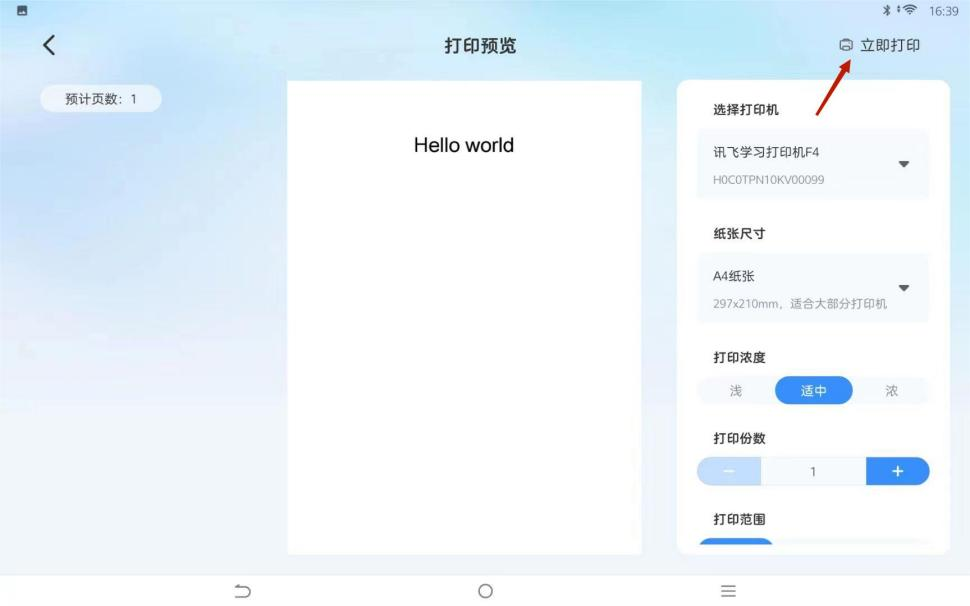 16:39
打印预览
立即打印
预计页数：1
Hello world
选择打印机
讯飞学习打印机F4
H0C0TPN10KV00099
纸张尺寸
A4纸张
297x210mm，适合大部分打印机
打印浓度
浅 适中 浓
打印份数
- 1 +
打印范围